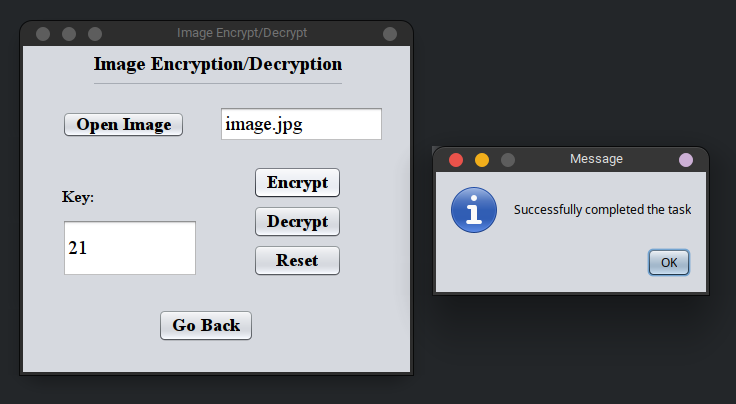 Image Encrypt/Decrypt
Image Encryption/Decryption
Open Image
image.jpg
Encrypt
Key:
Decrypt
21
Reset
Go Back
Message
Successfully completed the task
OK